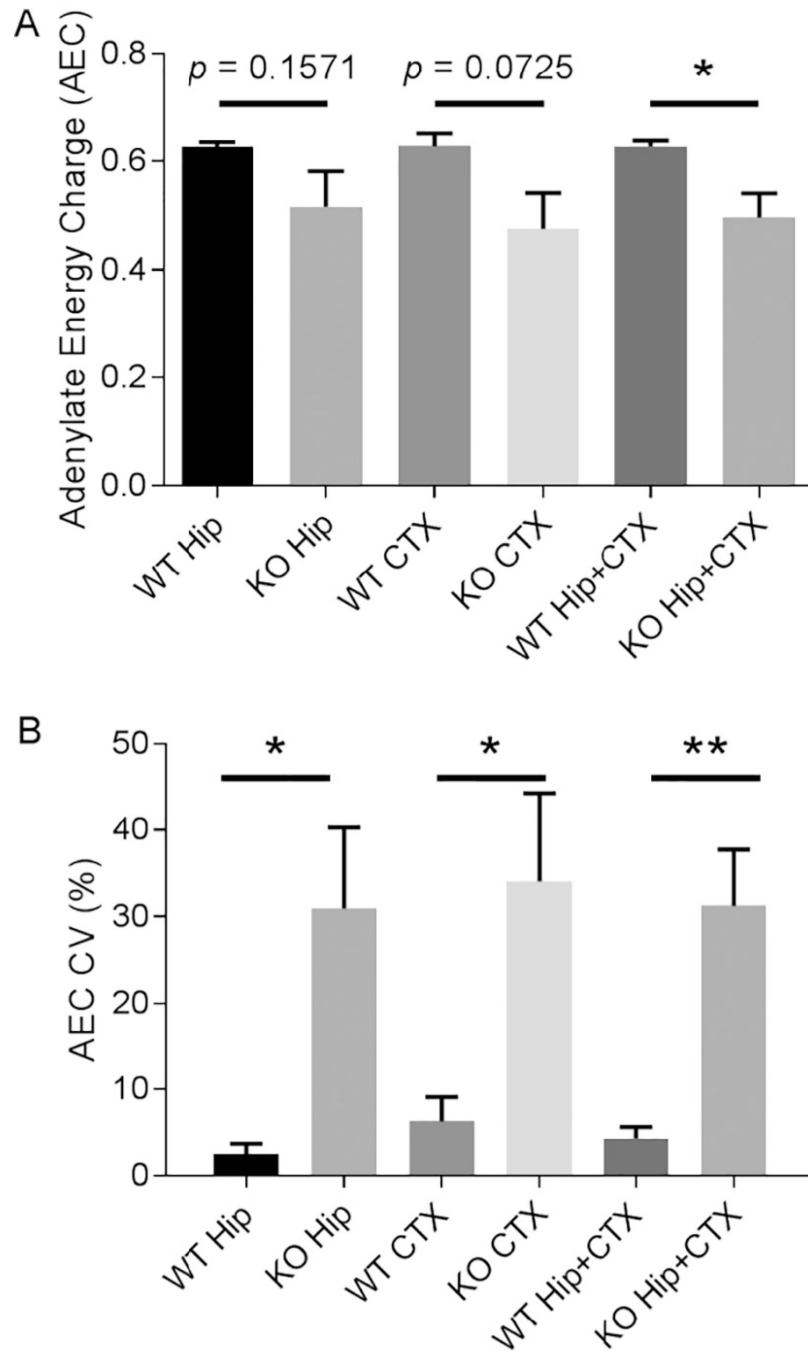 A
Adenylate Energy Charge (AEC)
0.8
0.6
0.4
0.2
0.0
p = 0.1571
p = 0.0725
*
WT Hip
KO Hip
WT CTX
KO CTX
WT Hip+CTX
KO Hip+CTX
B
AEC CV (%)
50
40
30
20
10
0
*
*
**
WT Hip
KO Hip
WT CTX
KO CTX
WT Hip+CTX
KO Hip+CTX